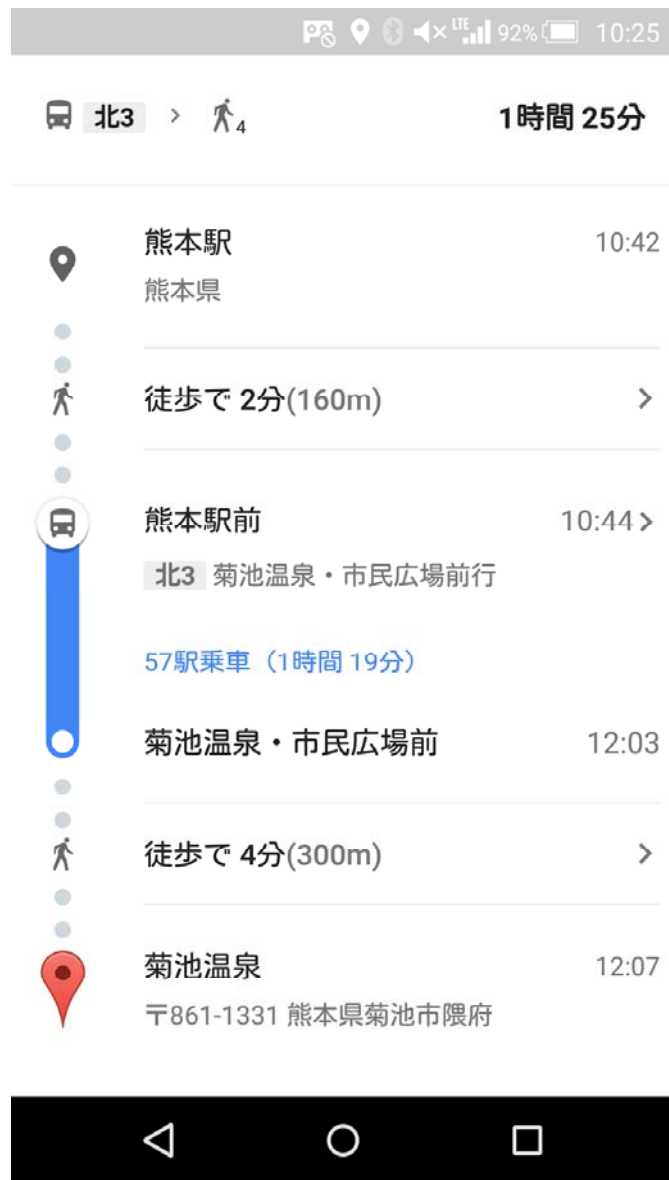 LTE 92% 10:25
北3 > 4 1時間 25分
熊本駅 10:42
熊本県
徒歩で 2分(160m)
熊本駅前 10:44
北3 菊池温泉・市民広場前行
57駅乗車（1時間 19分）
菊池温泉・市民広場前 12:03
徒歩で 4分(300m)
菊池温泉 12:07
〒861-1331 熊本県菊池市隈府